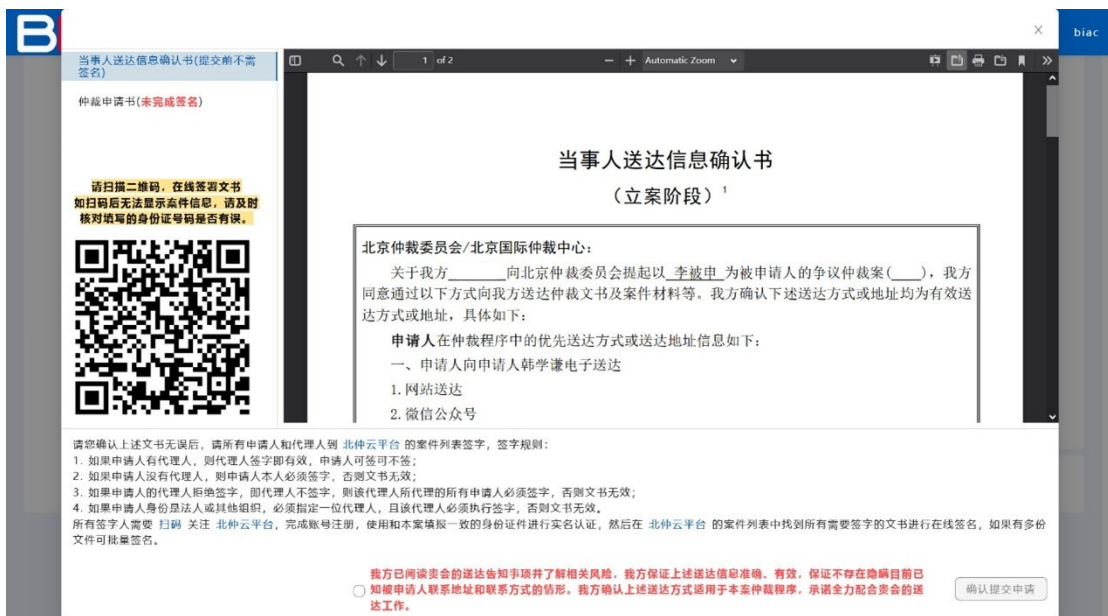 B
biac
当事人送达信息确认书(提交前不需
签名)
仲裁申请书(未完成签名)
请扫描二维码，在线签署文书
如扫码后无法显示案件信息，请及时
核对填写的身份证号码是否有误。
1 of 2
Automatic Zoom
当事人送达信息确认书
（立案阶段）1
北京仲裁委员会/北京国际仲裁中心：
关于我方______向北京仲裁委员会提起以 李被申 为被申请人的争议仲裁案(___)，我方
同意通过以下方式向我方送达仲裁文书及案件材料等。我方确认下述送达方式或地址均为有效送
达方式或地址，具体如下：
申请人在仲裁程序中的优先送达方式或送达地址信息如下：
一、申请人向申请人韩学谦电子送达
1.网站送达
2.微信公众号
请您确认上述文书无误后，请所有申请人和代理人到 北仲云平台 的案件列表签字，签字规则：
1. 如果申请人有代理人，则代理人签字即有效，申请人可签可不签；
2. 如果申请人没有代理人，则申请人本人必须签字，否则文书无效；
3. 如果申请人的代理人拒绝签字，即代理人不签字，则该代理人所代理的所有申请人必须签字，否则文书无效；
4. 如果申请人身份是法人或其他组织，必须指定一位代理人，且该代理人必须执行签字，否则文书无效。
所有签字人需要 扫码 关注 北仲云平台，完成账号注册，使用和本案填报一致的身份证件进行实名认证，然后在 北仲云平台 的案件列表中找到所有需要签字的文书进行在线签名，如果有多份
文件可批量签名。
我方已阅读贵会的送达告知事项并了解相关风险，我方保证上述送达信息准确、有效，保证不存在隐瞒目前已
知被申请人联系地址和联系方式的情形。我方确认上述送达方式适用于本案仲裁程序，承诺全力配合贵会的送
达工作。
确认提交申请